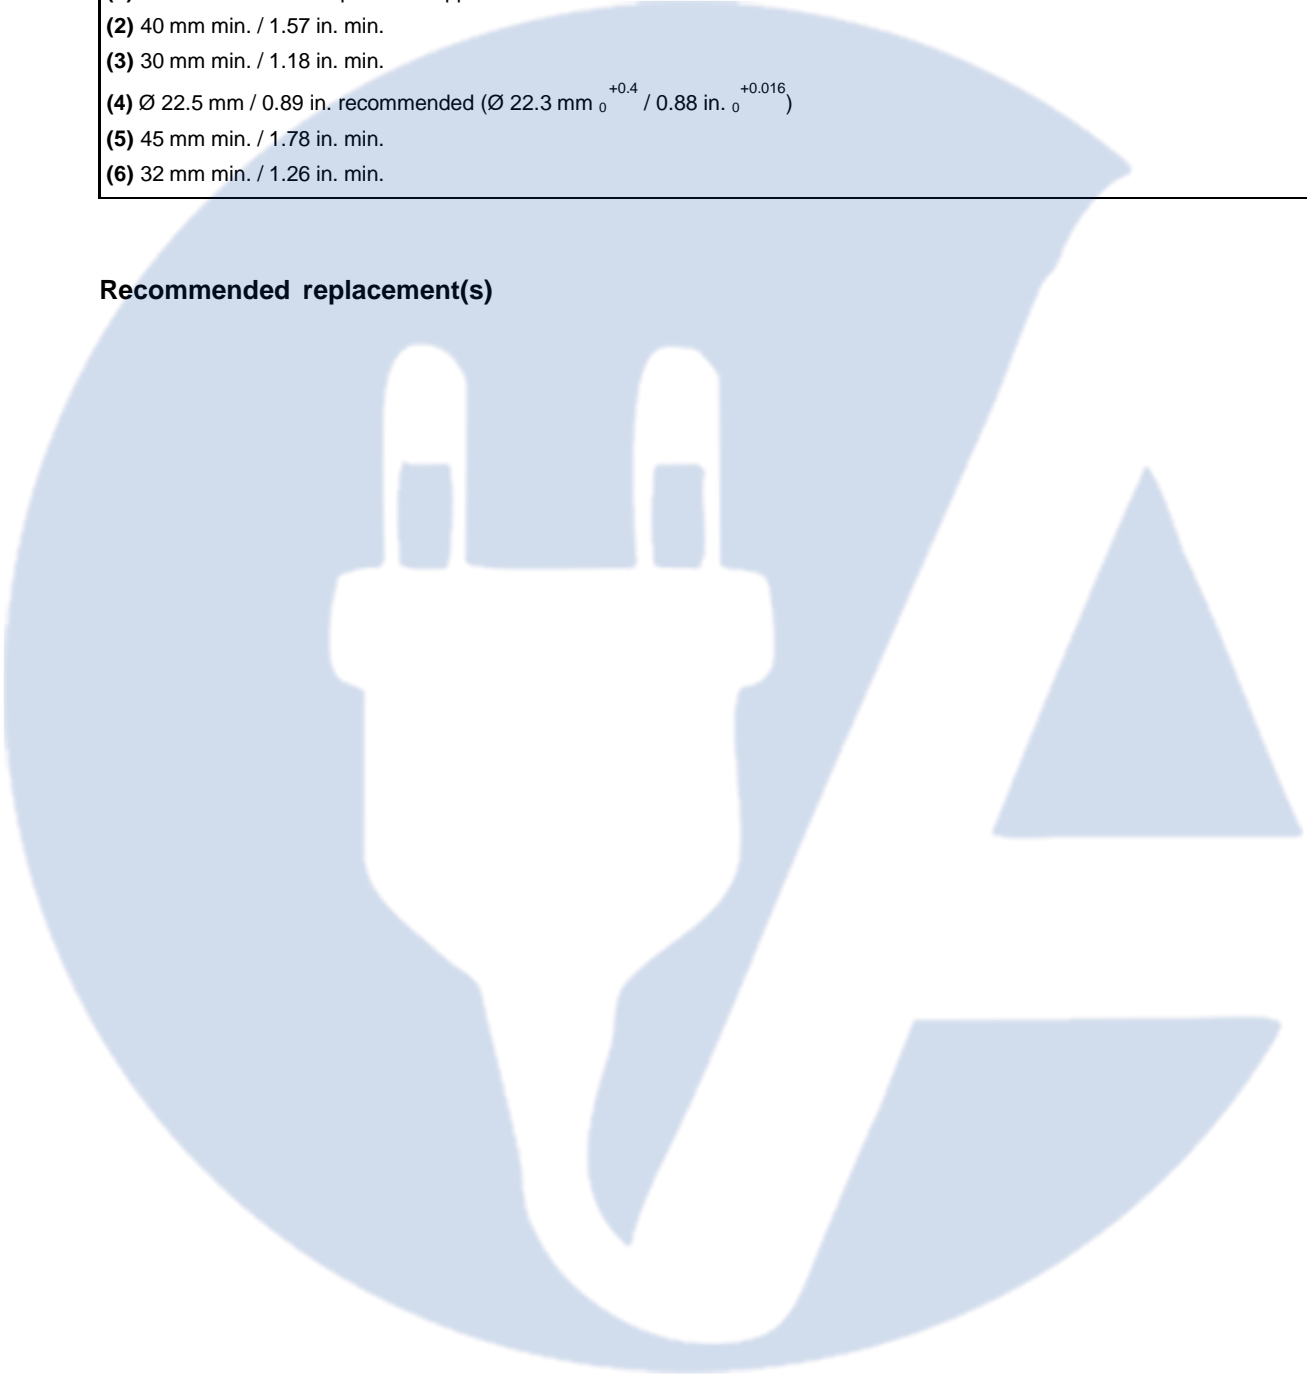 (2) 40 mm min. / 1.57 in. min.
(3) 30 mm min. / 1.18 in. min.
(4) Ø 22.5 mm / 0.89 in. recommended (Ø 22.3 mm 0 +0.4 / 0.88 in. 0 +0.016)
(5) 45 mm min. / 1.78 in. min.
(6) 32 mm min. / 1.26 in. min.
Recommended replacement(s)